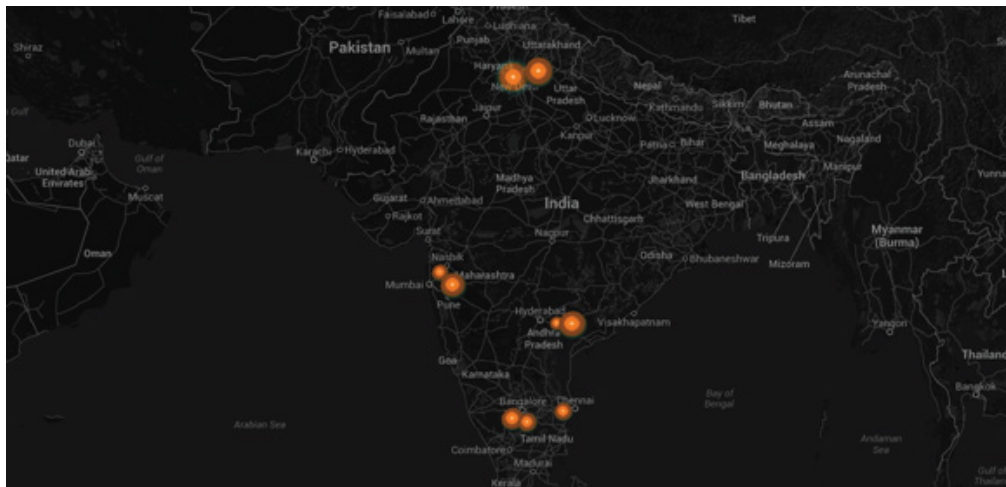 Tibet
Faisalabad
Lahore
Ludhiana
Shiraz
Pakistan
Multan
Punjab
Uttarakhand
Haryana
Uttar
Pradesh
Nepal
Arunachal
Pradesh
Jaipur
Rajasthan
Lucknow
Kathmandu
Sikkim
Bhutan
Assam
Kanpur
Nagaland
Dubai
Gulf of
Oman
Karachi
Hyderabad
Patna
Bihar
Meghalaya
Qatar
United Arab
Emirates
Manipur
Madhya
Pradesh
Jharkhand
Bangladesh
Muscat
Gujarat
Ahmedabad
India
West Bengal
Rajkot
Chhattisgarh
Surat
Nagpur
Tripura
Myanmar
(Burma)
Oman
Nashik
Odisha
Bhubaneshwar
Mizoram
Maharashtra
Mumbai
Pune
Hyderabad
Visakhapatnam
Yangon
Andhra
Pradesh
Goa
Thailand
Karnataka
Bangkok
Bay of
Bengal
Bangalore
Chennai
Arabian Sea
Tamil Nadu
Andaman
Sea
Coimbatore
Madurai
Kerala
Gulf of